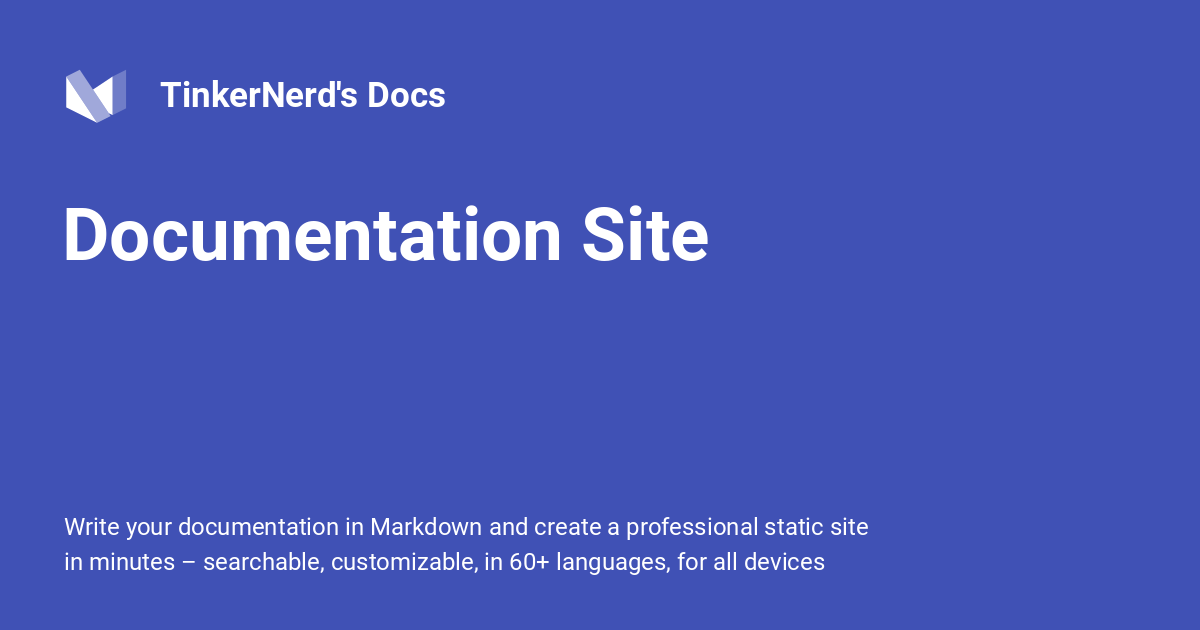 TinkerNerd's Docs
Documentation Site
Write your documentation in Markdown and create a professional static site
in minutes – searchable, customizable, in 60+ languages, for all devices